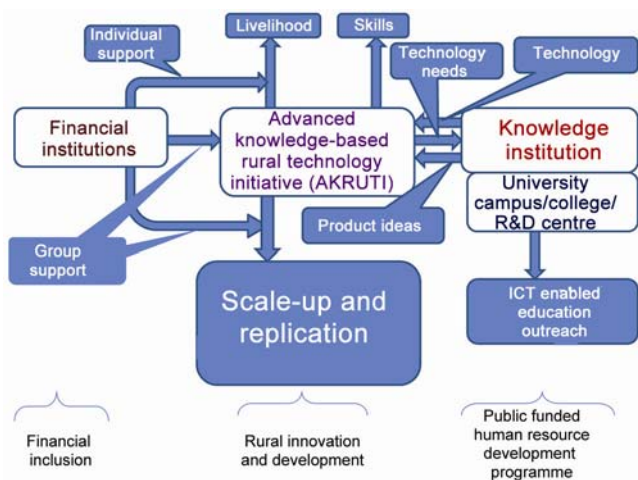 Individual
support
Livelihood
Skills
Technology
needs
Technology
Financial
institutions
Advanced
knowledge-based
rural technology
initiative (AKRUTI)
Knowledge
institution
University
campus/college/
R&D centre
Group
support
Product ideas
Scale-up and
replication
ICT enabled
education
outreach
Financial
inclusion
Rural innovation
and development
Public funded
human resource
development
programme